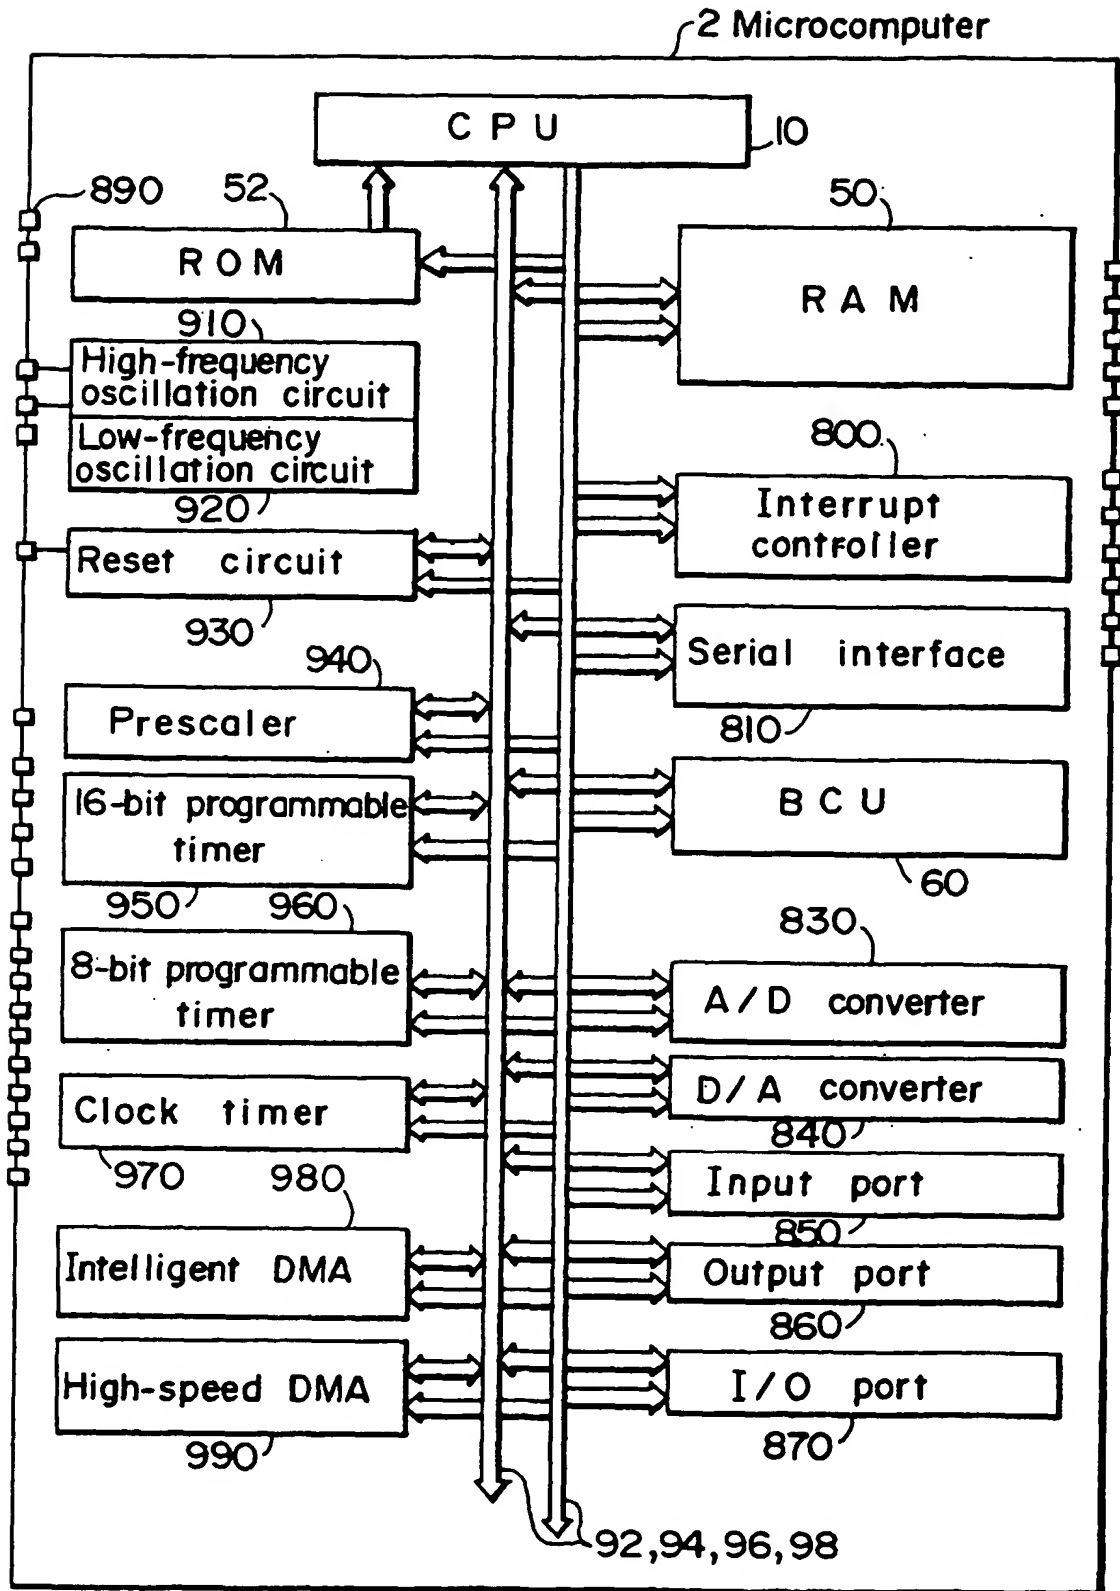 2 Microcomputer
CPU
10
890
52
ROM
50
RAM
910
High-frequency
oscillation circuit
Low-frequency
oscillation circuit
920
800
Interrupt
controller
Reset circuit
930
Serial interface
810
940
Prescaler
BCU
60
16-bit programmable
timer
950
960
8-bit programmable
timer
830
A/D converter
D/A converter
840
Clock timer
970
Input port
850
980
Intelligent DMA
Output port
860
High-speed DMA
990
I/O port
870
92, 94, 96, 98